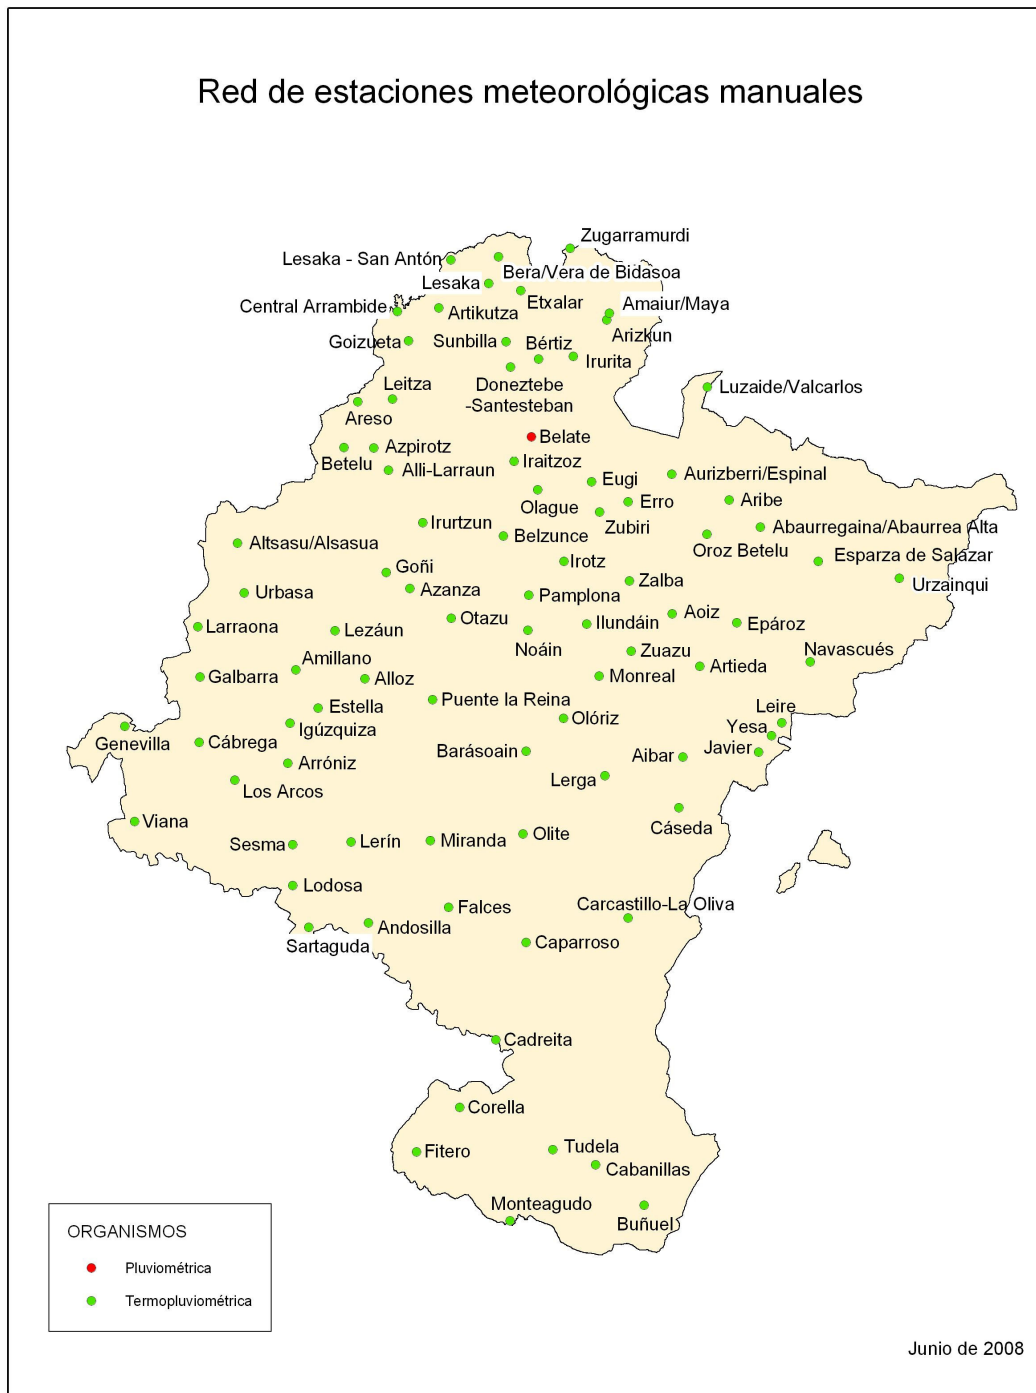 Red de estaciones meteorológicas manuales
Zugarramurdi
Lesaka - San Antón
Bera/Vera de Bidasoa
Lesaka
Etxalar
Amaiur/Maya
Central Arrambide
Artikutza
Arizkun
Goizueta
Sunbilla
Bértiz
Irurita
Leitza
Doneztebe
-Santesteban
Luzaide/Valcarlos
Areso
Belate
Azpirotz
Betelu
Alli-Larraun
Iraitzoz
Eugi
Aurizberri/Espinal
Olague
Erro
Aribe
Zubiri
Irurtzun
Belzunce
Abaurregaina/Abaurrea Alta
Altsasu/Alsasua
Oroz Betelu
Esparza de Salazar
Irotz
Goñi
Zalba
Urzainqui
Urbasa
Azanza
Pamplona
Otazu
Ilundáin
Aoiz
Epároz
Larraona
Lezáun
Noáin
Zuazu
Navascués
Amillano
Artieda
Galbarra
Alloz
Monreal
Estella
Puente la Reina
Leire
Igúzquiza
Olóriz
Yesa
Genevilla
Cábrega
Barásoain
Aibar
Javier
Arróniz
Lerga
Los Arcos
Viana
Cáseda
Sesma
Lerín
Miranda
Olite
Lodosa
Falces
Carcastillo-La Oliva
Andosilla
Sartaguda
Caparroso
Cadreita
Corella
Fitero
Tudela
Cabanillas
Monteagudo
Buñuel
ORGANISMOS
Pluviométrica
Termopluviométrica
Junio de 2008